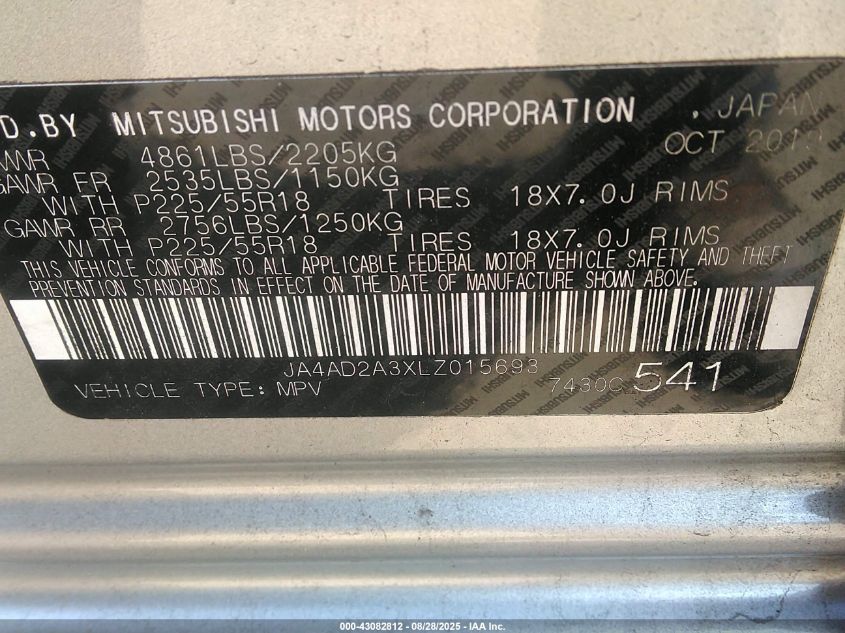 D.BY MITSUBISHI MOTORS CORPORATION , JAPAN
WR 4861LBS/2205KG OCT 2019
GAWR FR 2535LBS/1150KG
WITH P225/55R18 TIRES 18X7.0J RIMS
GAWR RR 2756LBS/1250KG
WITH P225/55R18 TIRES 18X7.0J RIMS
THIS VEHICLE CONFORMS TO ALL APPLICABLE FEDERAL MOTOR VEHICLE SAFETY AND THEFT
PREVENTION STANDARDS IN EFFECT ON THE DATE OF MANUFACTURE SHOWN ABOVE.
JA4AD2A3XLZ015693
VEHICLE TYPE: MPV 7430C 541
000-43082812 - 08/28/2025 - IAA Inc.